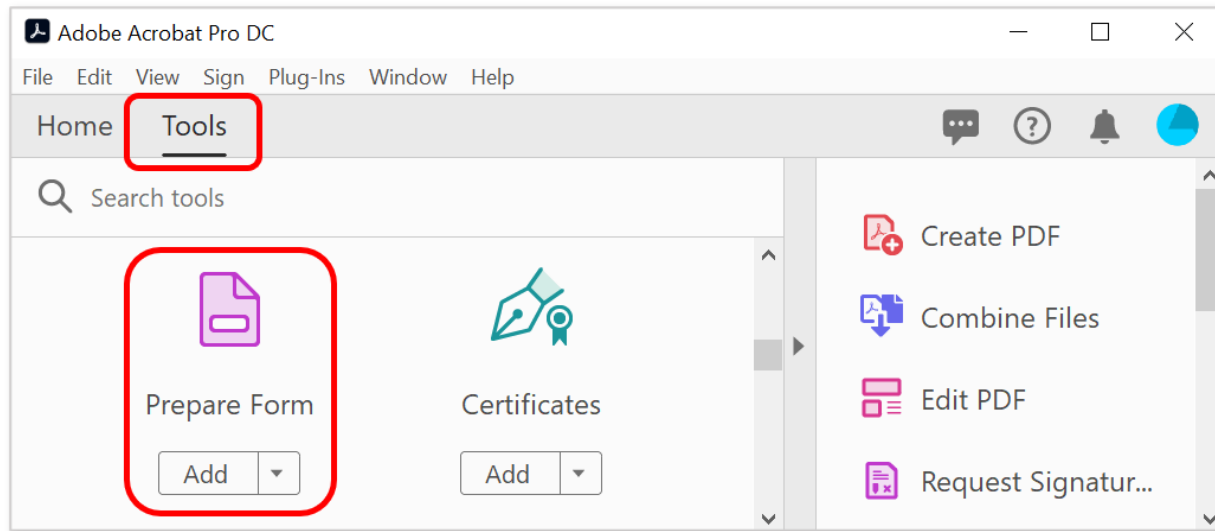 Adobe Acrobat Pro DC
File Edit View Sign Plug-Ins Window Help
Home Tools
Search tools
Prepare Form
Add
Certificates
Add
Create PDF
Combine Files
Edit PDF
Request Signatur...